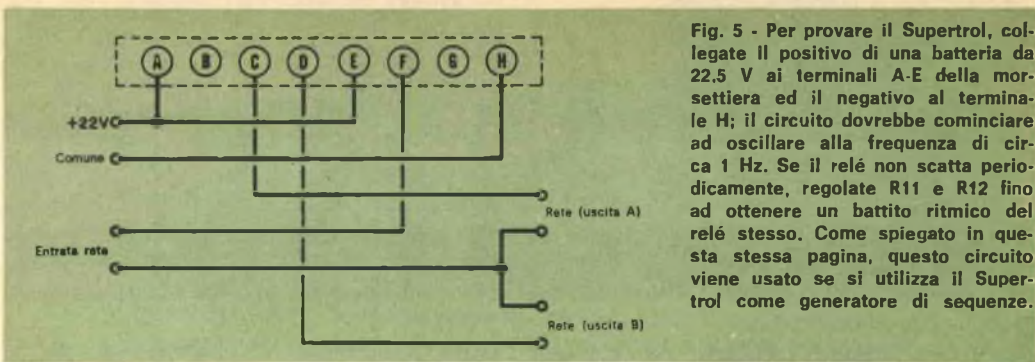 A B C D E F G H
+22V
Comune
Rete (uscita A)
Entrata rete
Rete (uscita B)
Fig. 5 - Per provare il Supertrol, col-
legate il positivo di una batteria da
22,5 V ai terminali A-E della mor-
settiera ed il negativo al termina-
le H; il circuito dovrebbe cominciare
ad oscillare alla frequenza di cir-
ca 1 Hz. Se il relé non scatta perio-
dicamente, regolate R11 e R12 fino
ad ottenere un battito ritmico del
relé stesso. Come spiegato in que-
sta stessa pagina, questo circuito
viene usato se si utilizza il Super-
trol come generatore di sequenze.